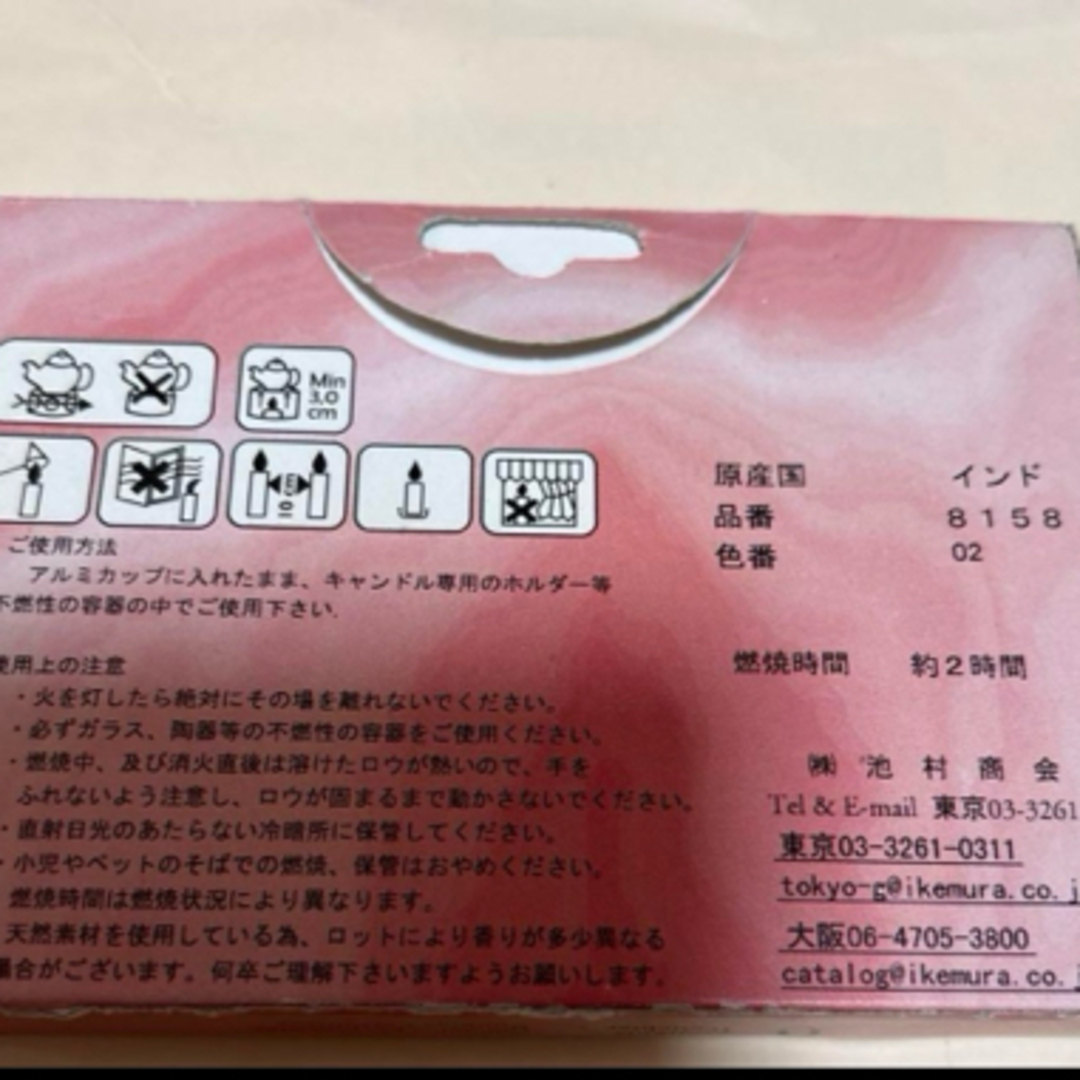 Min
3.0
cm
10 cm
原産国 インド
品番 8158
色番 02
ご使用方法
アルミカップに入れたまま、キャンドル専用のホルダー等
不燃性の容器の中でご使用下さい.
燃焼時間 約2時間
使用上の注意
・火を灯したら絶対にその場を離れないでください。
・必ずガラス、陶器等の不燃性の容器をご使用ください。
・燃焼中、及び消火直後は溶けたロウが熱いので、手を
ふれないよう注意し、ロウが固まるまで動かさないでください。
・直射日光のあたらない冷暗所に保管してください。
・小児やペットのそばでの燃焼、保管はおやめください。
燃焼時間は燃焼状況により異なります。
天然素材を使用している為、ロットにより香りが多少異なる
場合がございます。何卒ご理解下さいますようお願いします。
㈱ 池村商会
Tel & E-mail 東京03-3261
東京03-3261-0311
tokyo-g@ikemura.co.j
大阪06-4705-3800
catalog@ikemura.co.j